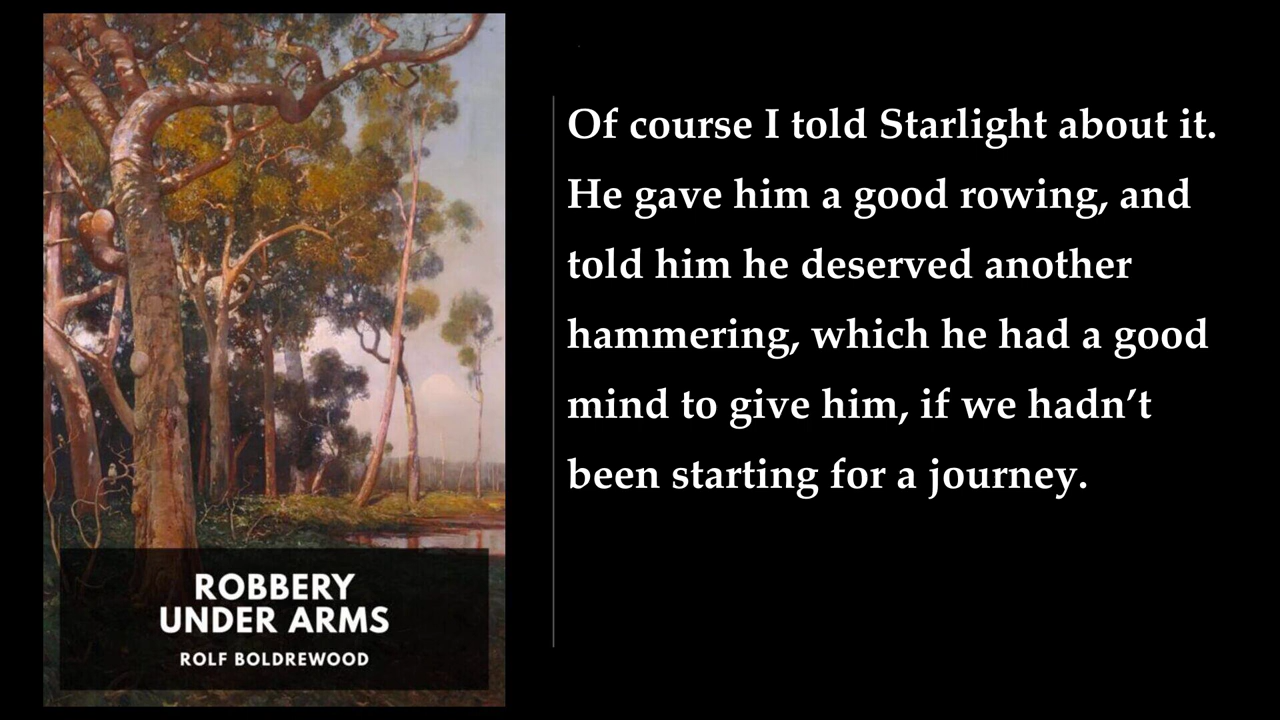 Of course I told Starlight about it.
He gave him a good rowing, and
told him he deserved another
hammering, which he had a good
mind to give him, if we hadn’t
been starting for a journey.
ROBBERY
UNDER ARMS
ROLF BOLDREWOOD